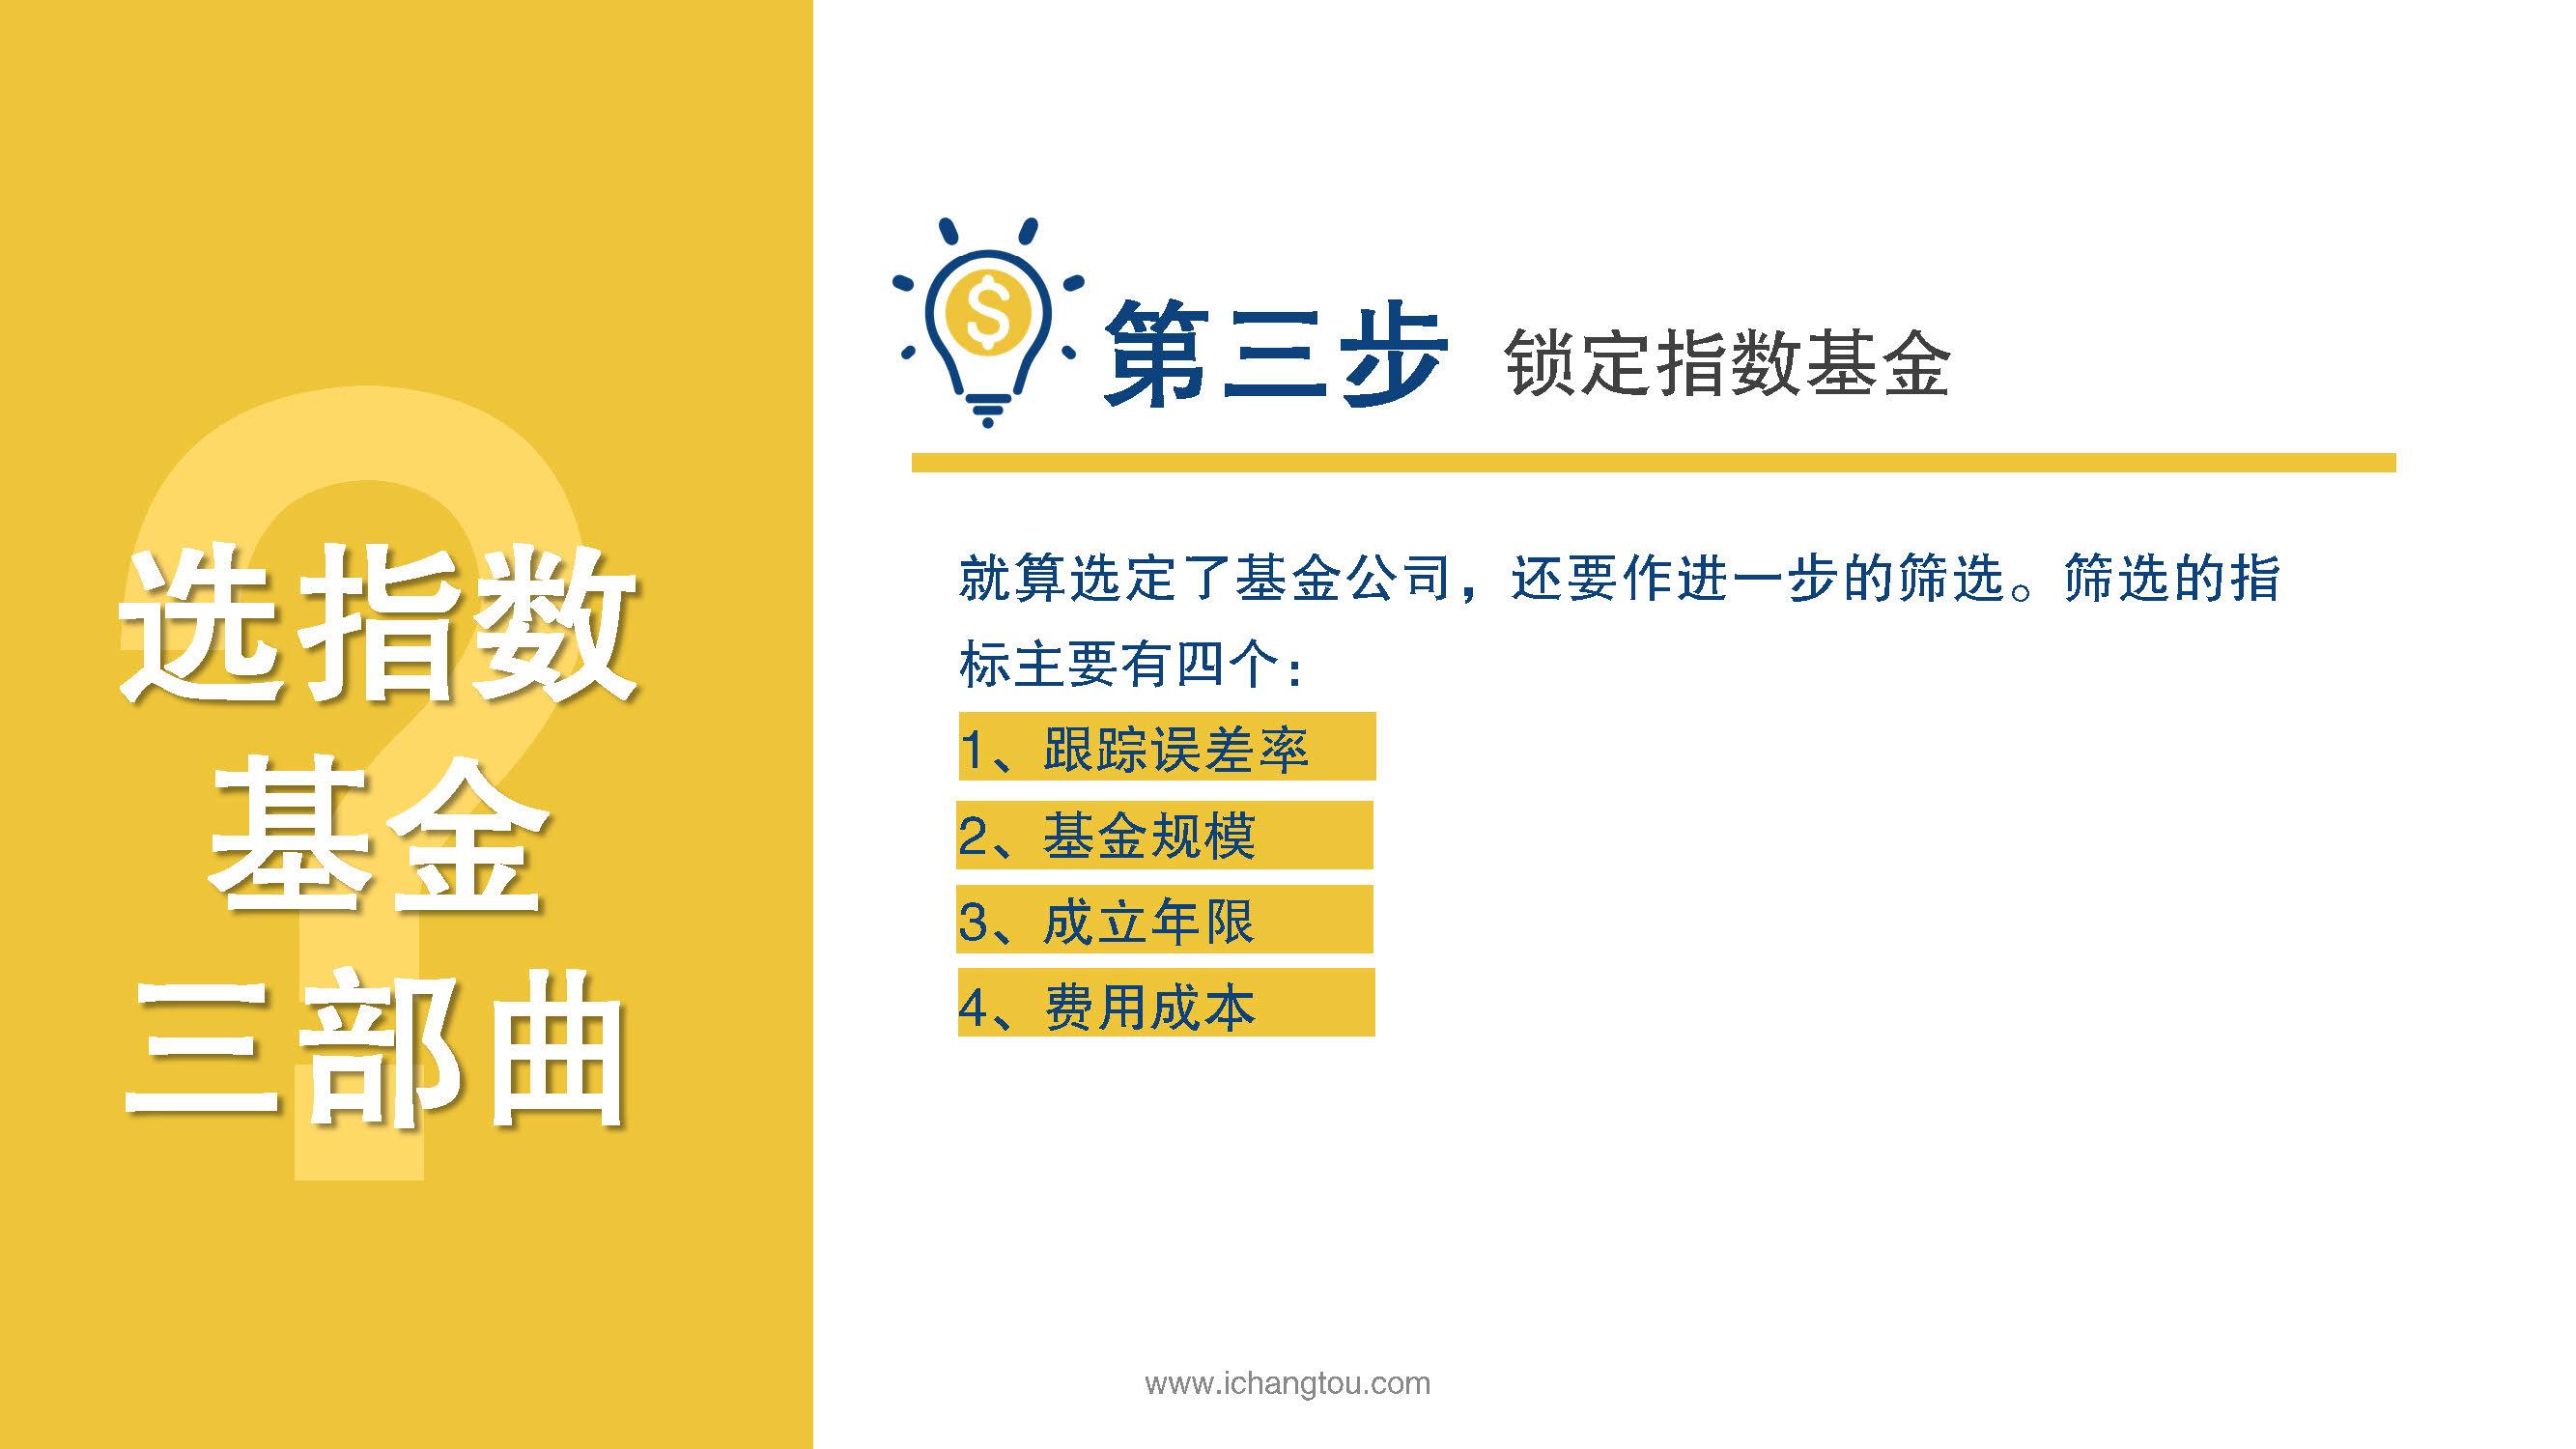 选指数
基金
三部曲
第三步 锁定指数基金
就算选定了基金公司，还要作进一步的筛选。筛选的指
标主要有四个：
1、跟踪误差率
2、基金规模
3、成立年限
4、费用成本
www.ichangtou.com